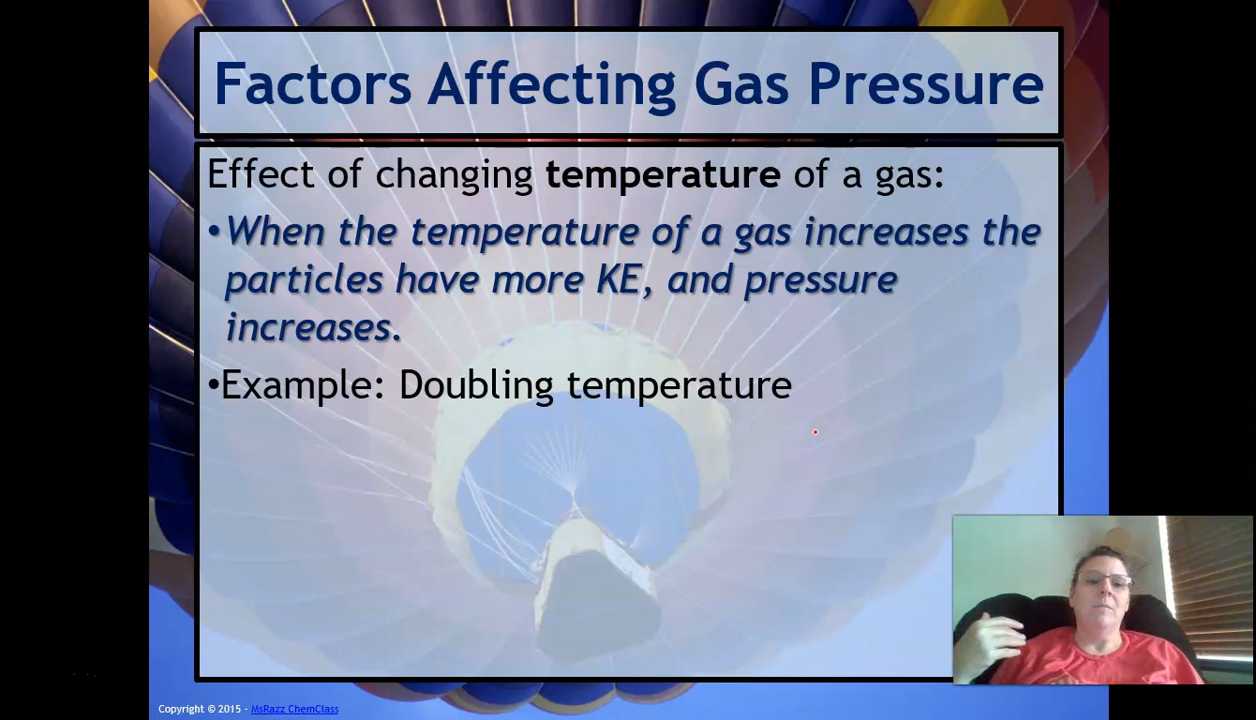 Factors Affecting Gas Pressure
Effect of changing temperature of a gas:
•When the temperature of a gas increases the
particles have more KE, and pressure
increases.
•Example: Doubling temperature
Copyright © 2015 - MsRazz ChemClass